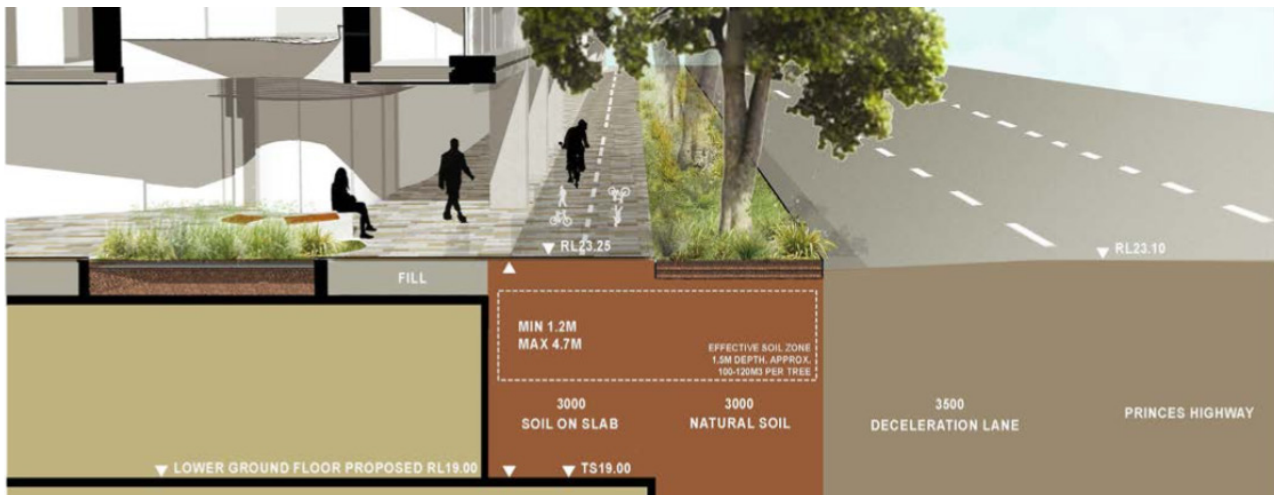 RL23.25
RL23.10
FILL
MIN 1.2M
MAX 4.7M
EFFECTIVE SOIL ZONE
1.5M DEPTH. APPROX.
100-120M3 PER TREE
3000
SOIL ON SLAB
3000
NATURAL SOIL
3500
DECELERATION LANE
PRINCES HIGHWAY
LOWER GROUND FLOOR PROPOSED RL19.00
TS19.00